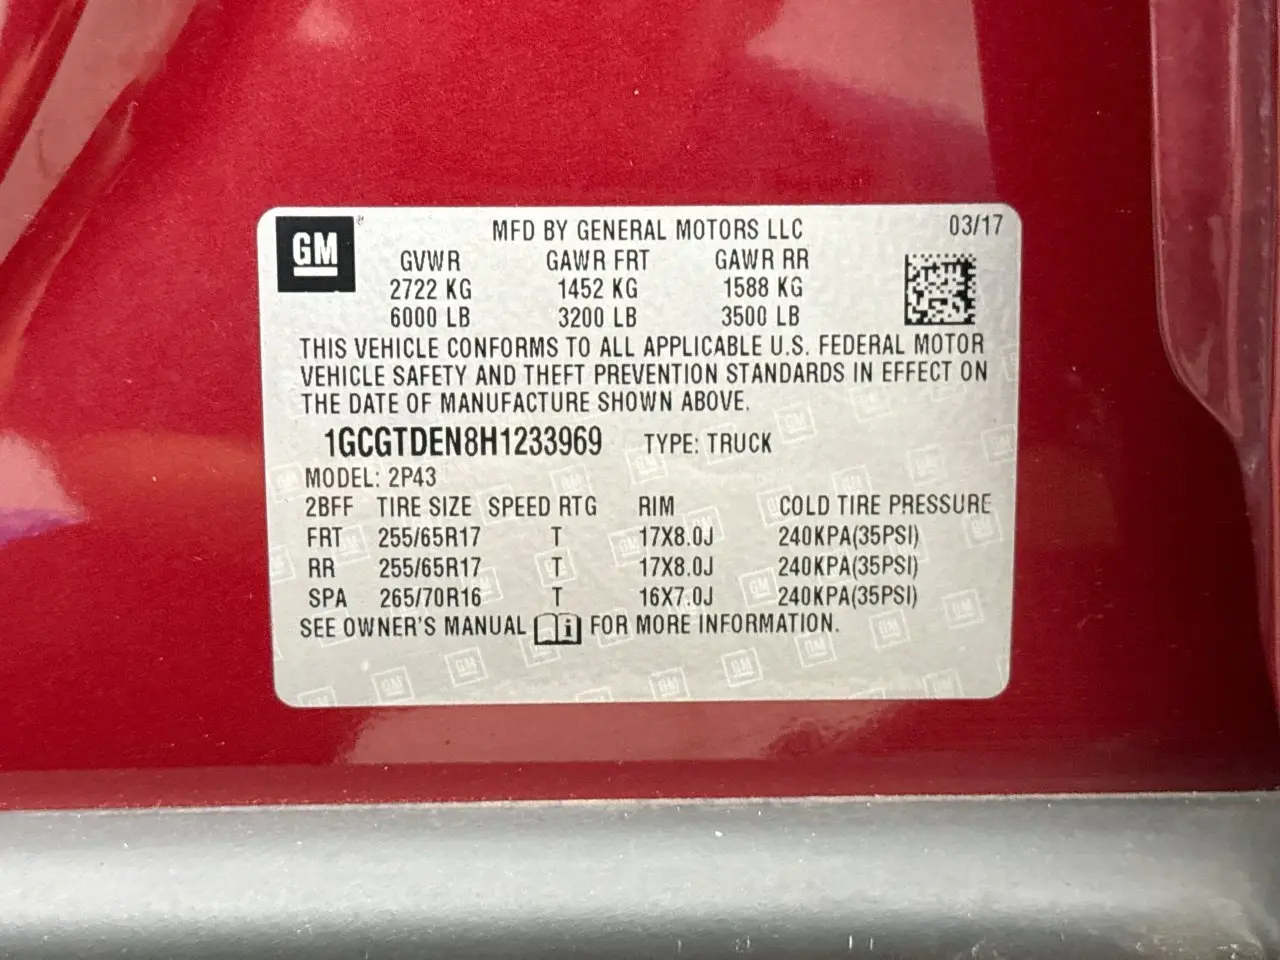 GM
®
MFD BY GENERAL MOTORS LLC 03/17
GVWR GAWR FRT GAWR RR
2722 KG 1452 KG 1588 KG
6000 LB 3200 LB 3500 LB
THIS VEHICLE CONFORMS TO ALL APPLICABLE U.S. FEDERAL MOTOR
VEHICLE SAFETY AND THEFT PREVENTION STANDARDS IN EFFECT ON
THE DATE OF MANUFACTURE SHOWN ABOVE.
1GCGTDEN8H1233969 TYPE: TRUCK
MODEL: 2P43
2BFF TIRE SIZE SPEED RTG RIM COLD TIRE PRESSURE
FRT 255/65R17 T 17X8.0J 240KPA(35PSI)
RR 255/65R17 T 17X8.0J 240KPA(35PSI)
SPA 265/70R16 T 16X7.0J 240KPA(35PSI)
SEE OWNER'S MANUAL i FOR MORE INFORMATION.